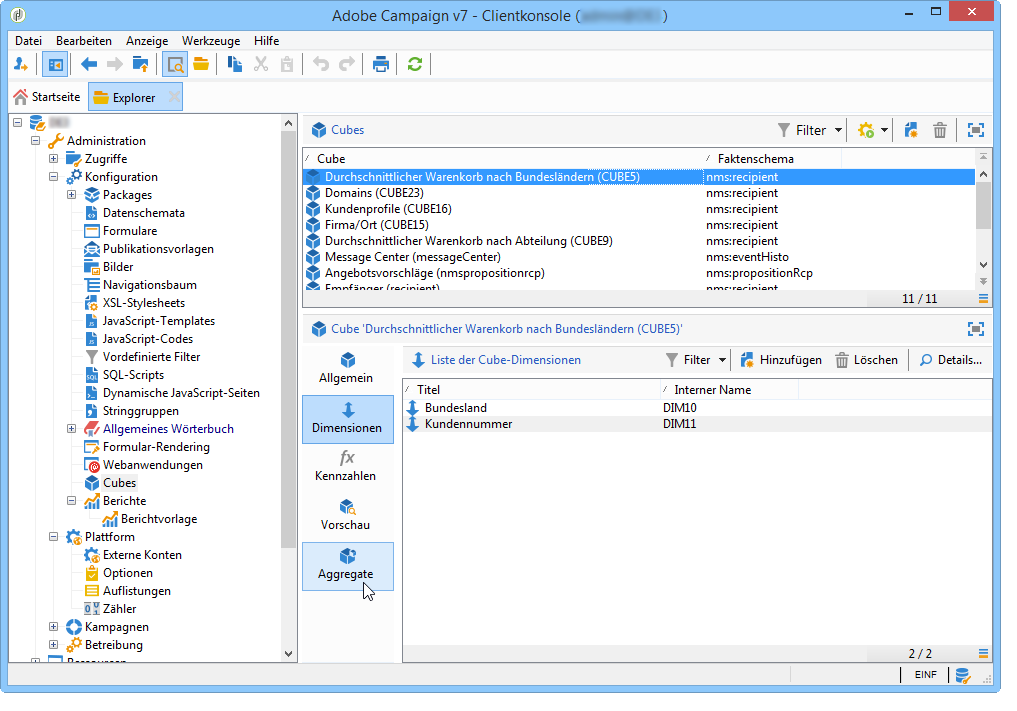 Adobe Campaign v7 - Clientkonsole (
)
Datei Bearbeiten Anzeige Werkzeuge Hilfe
Startseite Explorer
Administration
Zugriffe
Konfiguration
Packages
Datenschemata
Formulare
Publikationsvorlagen
Bilder
Navigationsbaum
XSL-Stylesheets
JavaScript-Templates
JavaScript-Codes
Vordefinierte Filter
SQL-Scripts
Dynamische JavaScript-Seiten
Stringgruppen
Allgemeines Wörterbuch
Formular-Rendering
Webanwendungen
Cubes
Berichte
Berichtvorlage
Plattform
Externe Konten
Optionen
Auflistungen
Zähler
Kampagnen
Betreibung
Ressourcen
Cubes Filter
Cube Faktenschema
Durchschnittlicher Warenkorb nach Bundesländern (CUBE5) nms:recipient
Domains (CUBE23) nms:recipient
Kundenprofile (CUBE16) nms:recipient
Firma/Ort (CUBE15) nms:recipient
Durchschnittlicher Warenkorb nach Abteilung (CUBE9) nms:recipient
Message Center (messageCenter) nms:eventHisto
Angebotsvorschläge (nmspropositionrcp) nms:propositionRcp
Empfänger (recipient) nms:recipient
11 / 11
Cube 'Durchschnittlicher Warenkorb nach Bundesländern (CUBE5)'
Allgemein
Dimensionen
Kennzahlen
Vorschau
Aggregate
Liste der Cube-Dimensionen Filter Hinzufügen Löschen Details...
Titel Interner Name
Bundesland DIM10
Kundennummer DIM11
2 / 2
EINF